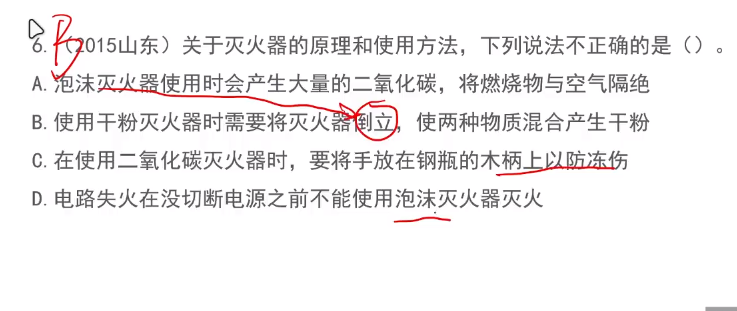 B
6.（2015山东）关于灭火器的原理和使用方法，下列说法不正确的是（）。
A. 泡沫灭火器使用时会产生大量的二氧化碳，将燃烧物与空气隔绝
B. 使用干粉灭火器时需要将灭火器倒立，使两种物质混合产生干粉
C. 在使用二氧化碳灭火器时，要将手放在钢瓶的木柄上以防冻伤
D. 电路失火在没切断电源之前不能使用泡沫灭火器灭火